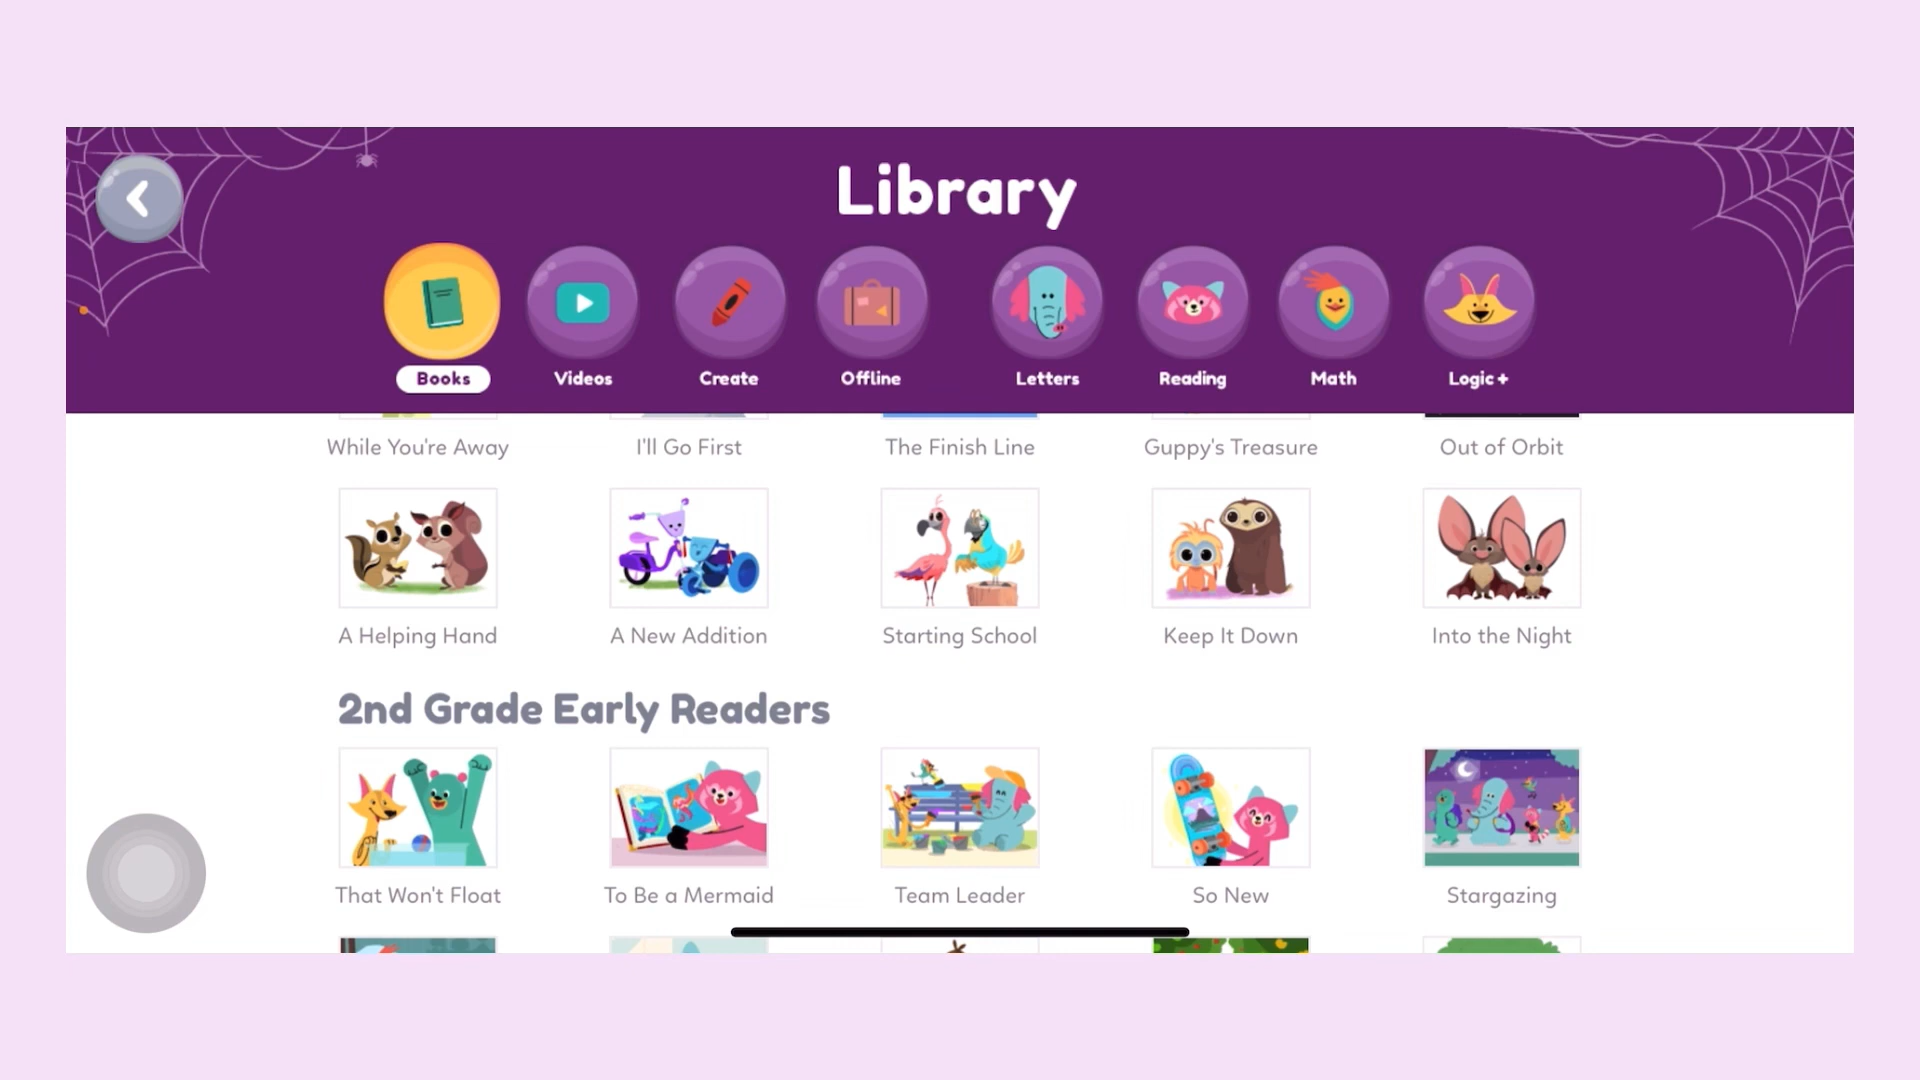 Library
Books Videos Create Offline Letters Reading Math Logic+
While You're Away I'll Go First The Finish Line Guppy's Treasure Out of Orbit
A Helping Hand A New Addition Starting School Keep It Down Into the Night
2nd Grade Early Readers
That Won't Float To Be a Mermaid Team Leader So New Stargazing